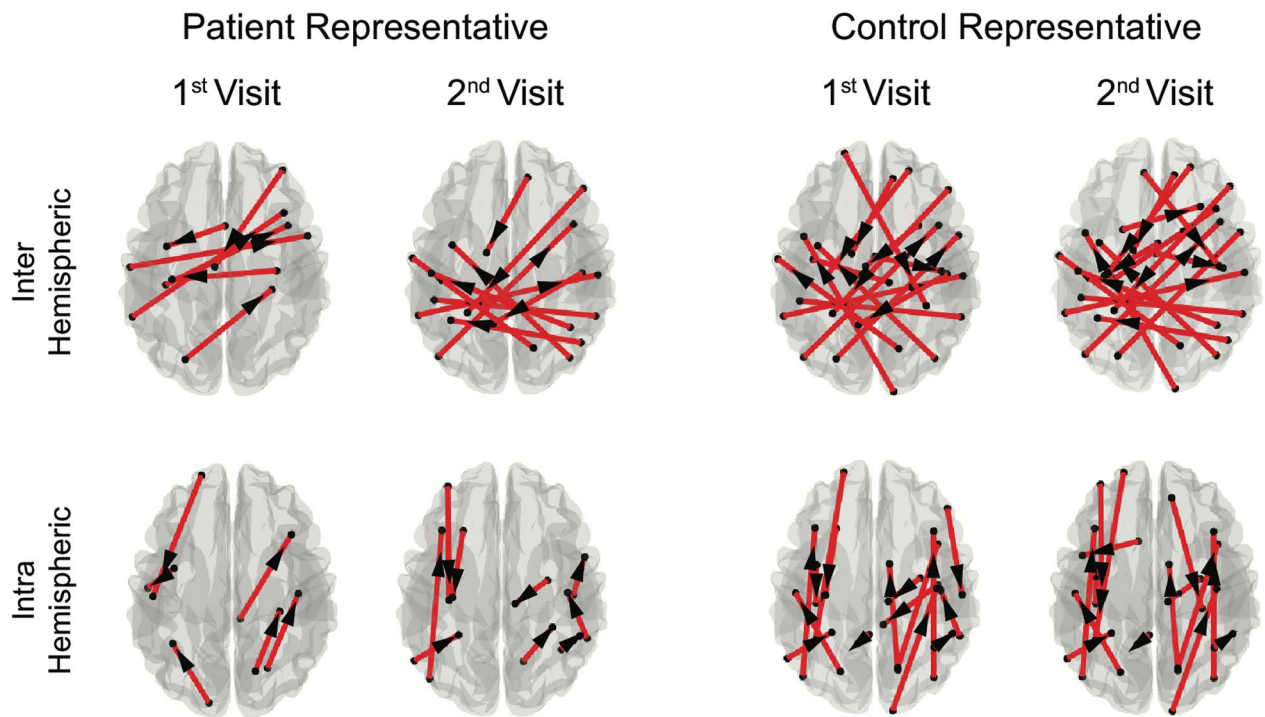 Patient Representative
Control Representative
1st Visit
2nd Visit
1st Visit
2nd Visit
Inter
Hemispheric
Intra
Hemispheric